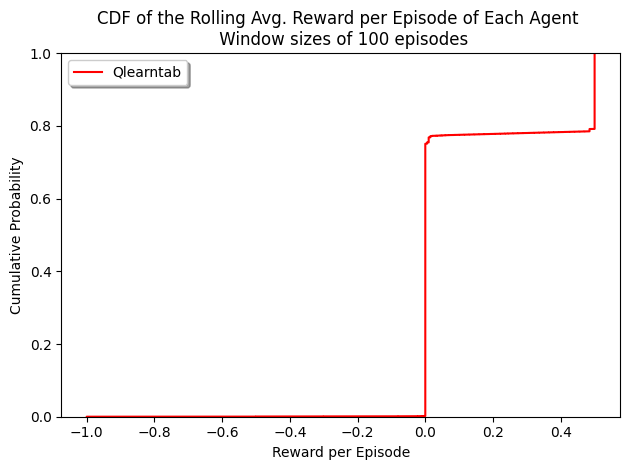 CDF of the Rolling Avg. Reward per Episode of Each Agent
Window sizes of 100 episodes
Qlearntab
1.0
0.8
0.6
0.4
0.2
0.0
Cumulative Probability
−1.0 −0.8 −0.6 −0.4 −0.2 0.0 0.2 0.4
Reward per Episode